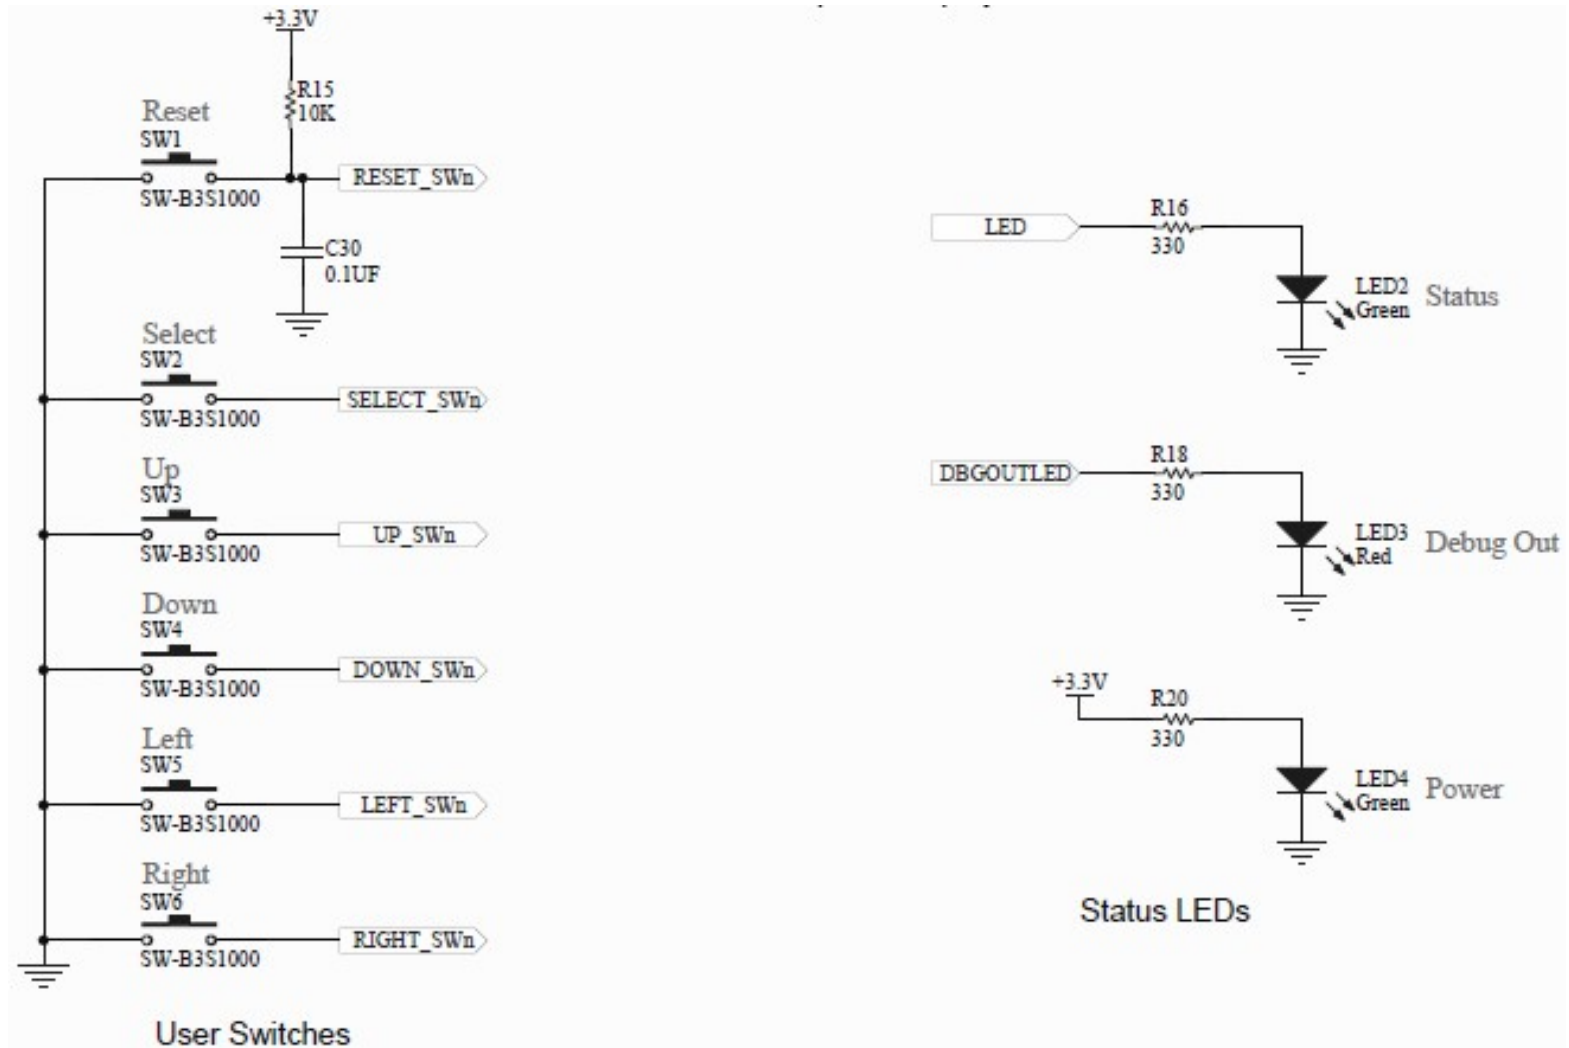 +3.3V
R15
10K
Reset
SW1
RESET_SWn
SW-B3S1000
C30
0.1UF
Select
SW2
SELECT_SWn
SW-B3S1000
Up
SW3
UP_SWn
SW-B3S1000
Down
SW4
DOWN_SWn
SW-B3S1000
Left
SW5
LEFT_SWn
SW-B3S1000
Right
SW6
RIGHT_SWn
SW-B3S1000
User Switches
R16
LED
330
LED2
Green
Status
R18
DBGOUTLED
330
LED3
Red
Debug Out
+3.3V
R20
330
LED4
Green
Power
Status LEDs